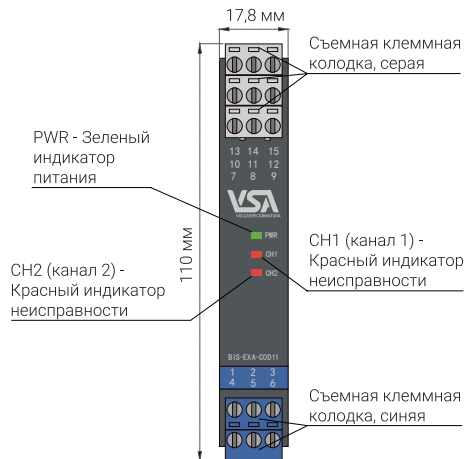 17,8 мм
Съемная клеммная
колодка, серая
PWR - Зеленый
индикатор
питания
13 14 15
10 11 12
7 8 9
VSA
VOLGASPECARMATURA
PWR
CH1
CH2
110 мм
CH1 (канал 1) -
Красный индикатор
неисправности
CH2 (канал 2) -
Красный индикатор
неисправности
BIS-EXA-COD11
1 2 3
4 5 6
Съемная клеммная
колодка, синяя